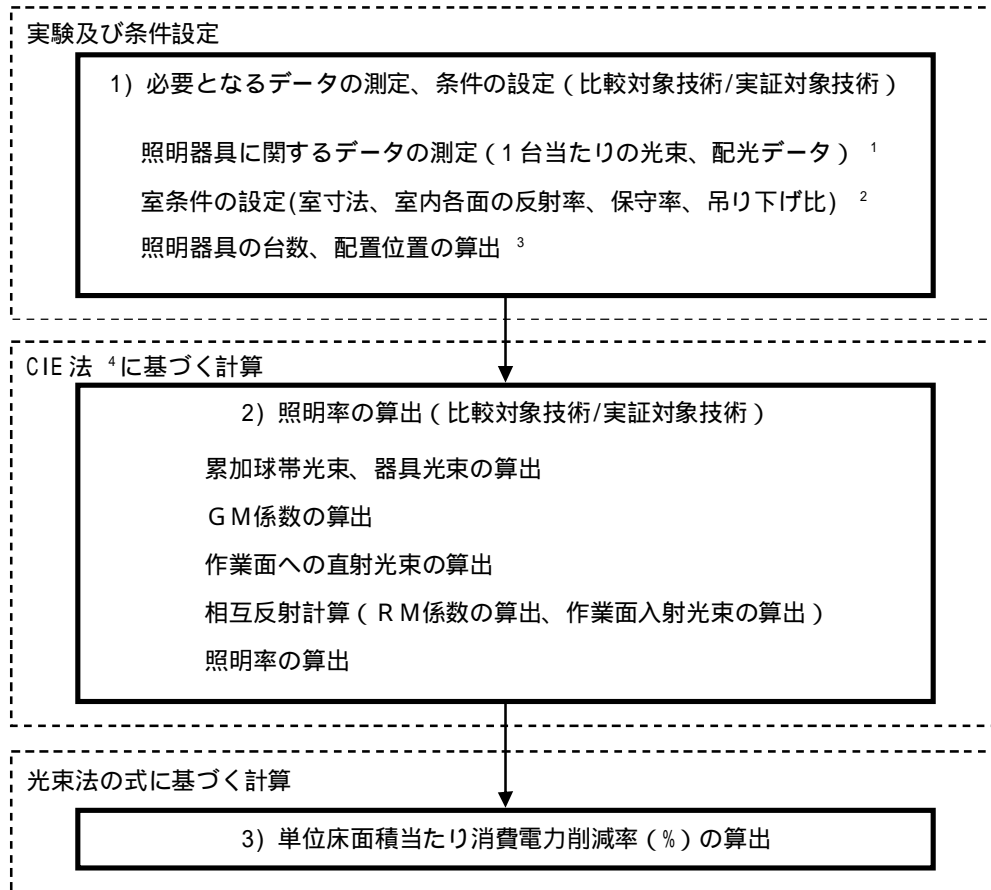 実験及び条件設定
1) 必要となるデータの測定、条件の設定(比較対象技術/実証対象技術)
照明器具に関するデータの測定(1台当たりの光束、配光データ) 1
室条件の設定(室寸法、室内各面の反射率、保守率、吊り下げ比) 2
照明器具の台数、配置位置の算出 3
CIE法 4に基づく計算
2) 照明率の算出(比較対象技術/実証対象技術)
累加球帯光束、器具光束の算出
GM係数の算出
作業面への直射光束の算出
相互反射計算(RM係数の算出、作業面入射光束の算出)
照明率の算出
光束法の式に基づく計算
3) 単位床面積当たり消費電力削減率(%)の算出